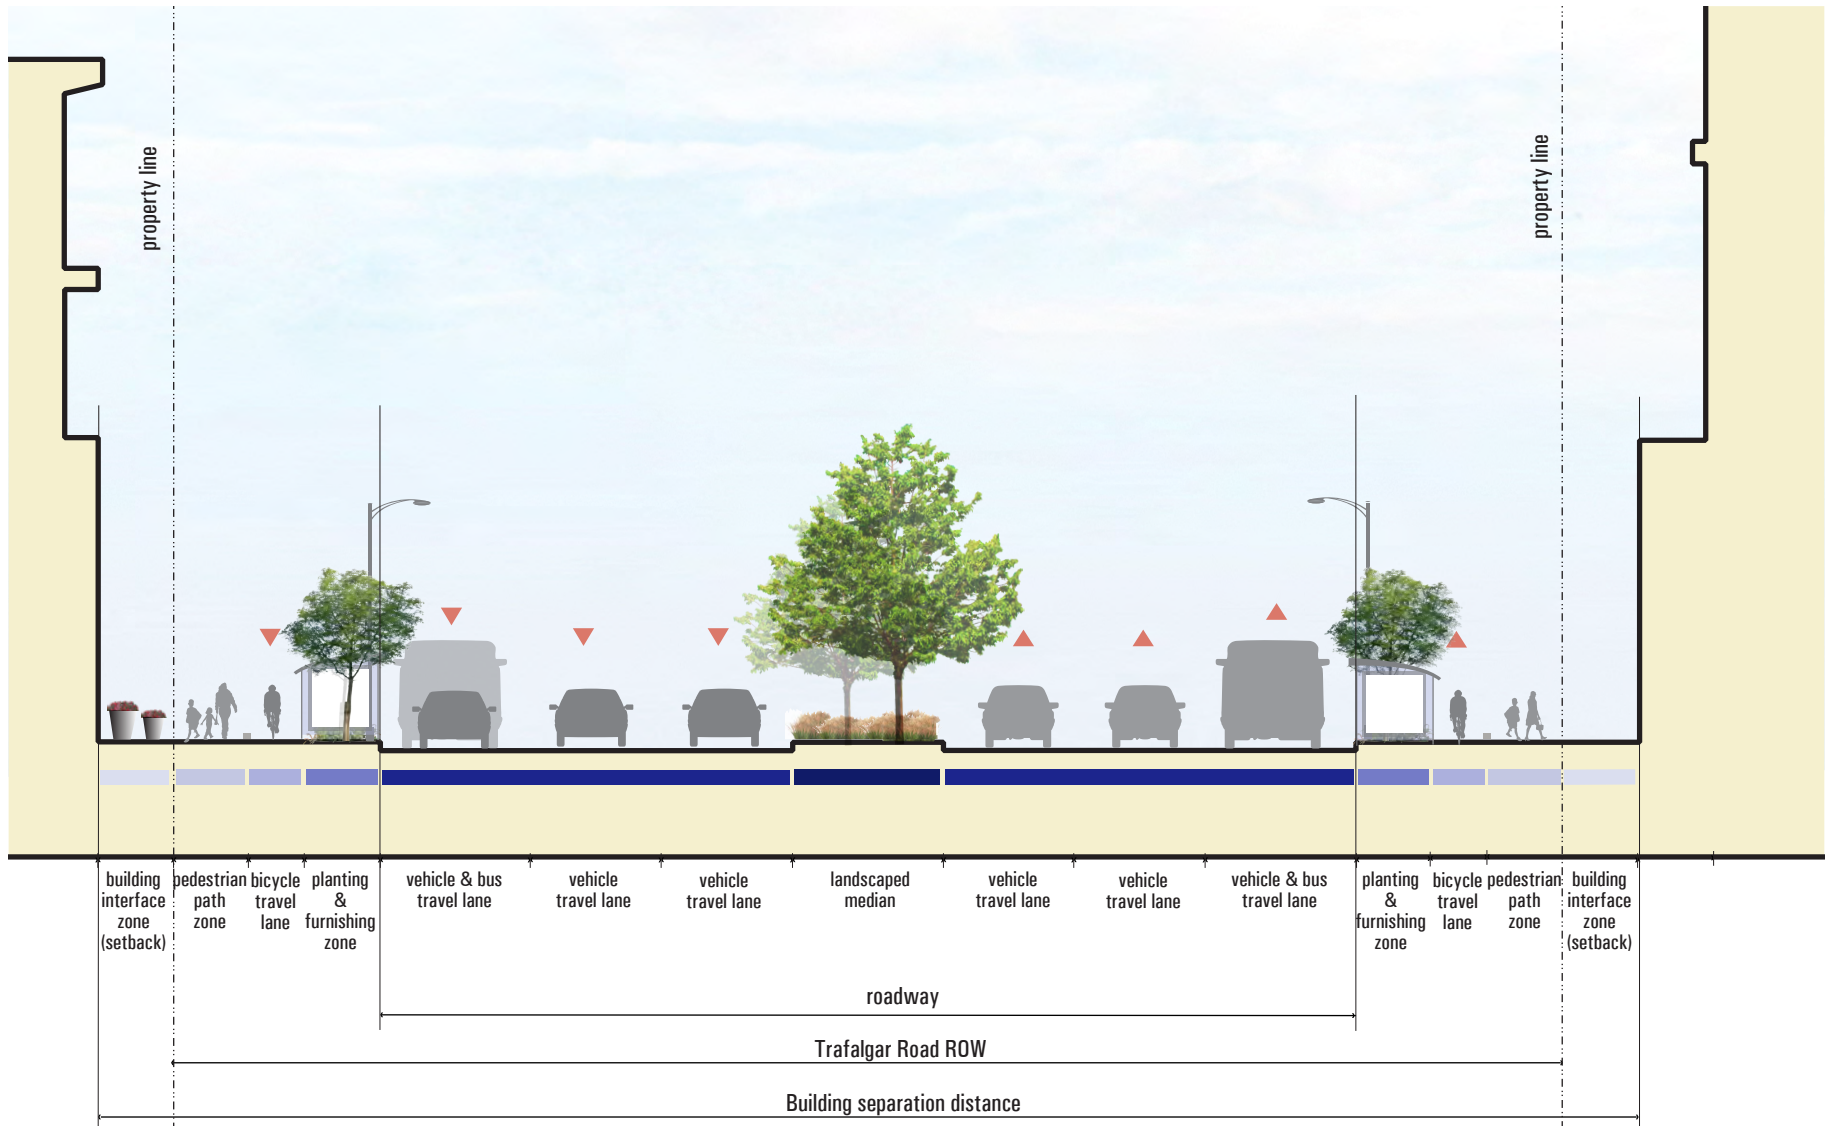 property line
property line
building
interface
zone
(setback)
pedestrian
path
zone
bicycle
travel
lane
planting
&
furnishing
zone
vehicle & bus
travel lane
vehicle
travel lane
vehicle
travel lane
landscaped
median
vehicle
travel lane
vehicle
travel lane
vehicle & bus
travel lane
planting
&
furnishing
zone
bicycle
travel
lane
pedestrian
path
zone
building
interface
zone
(setback)
roadway
Trafalgar Road ROW
Building separation distance